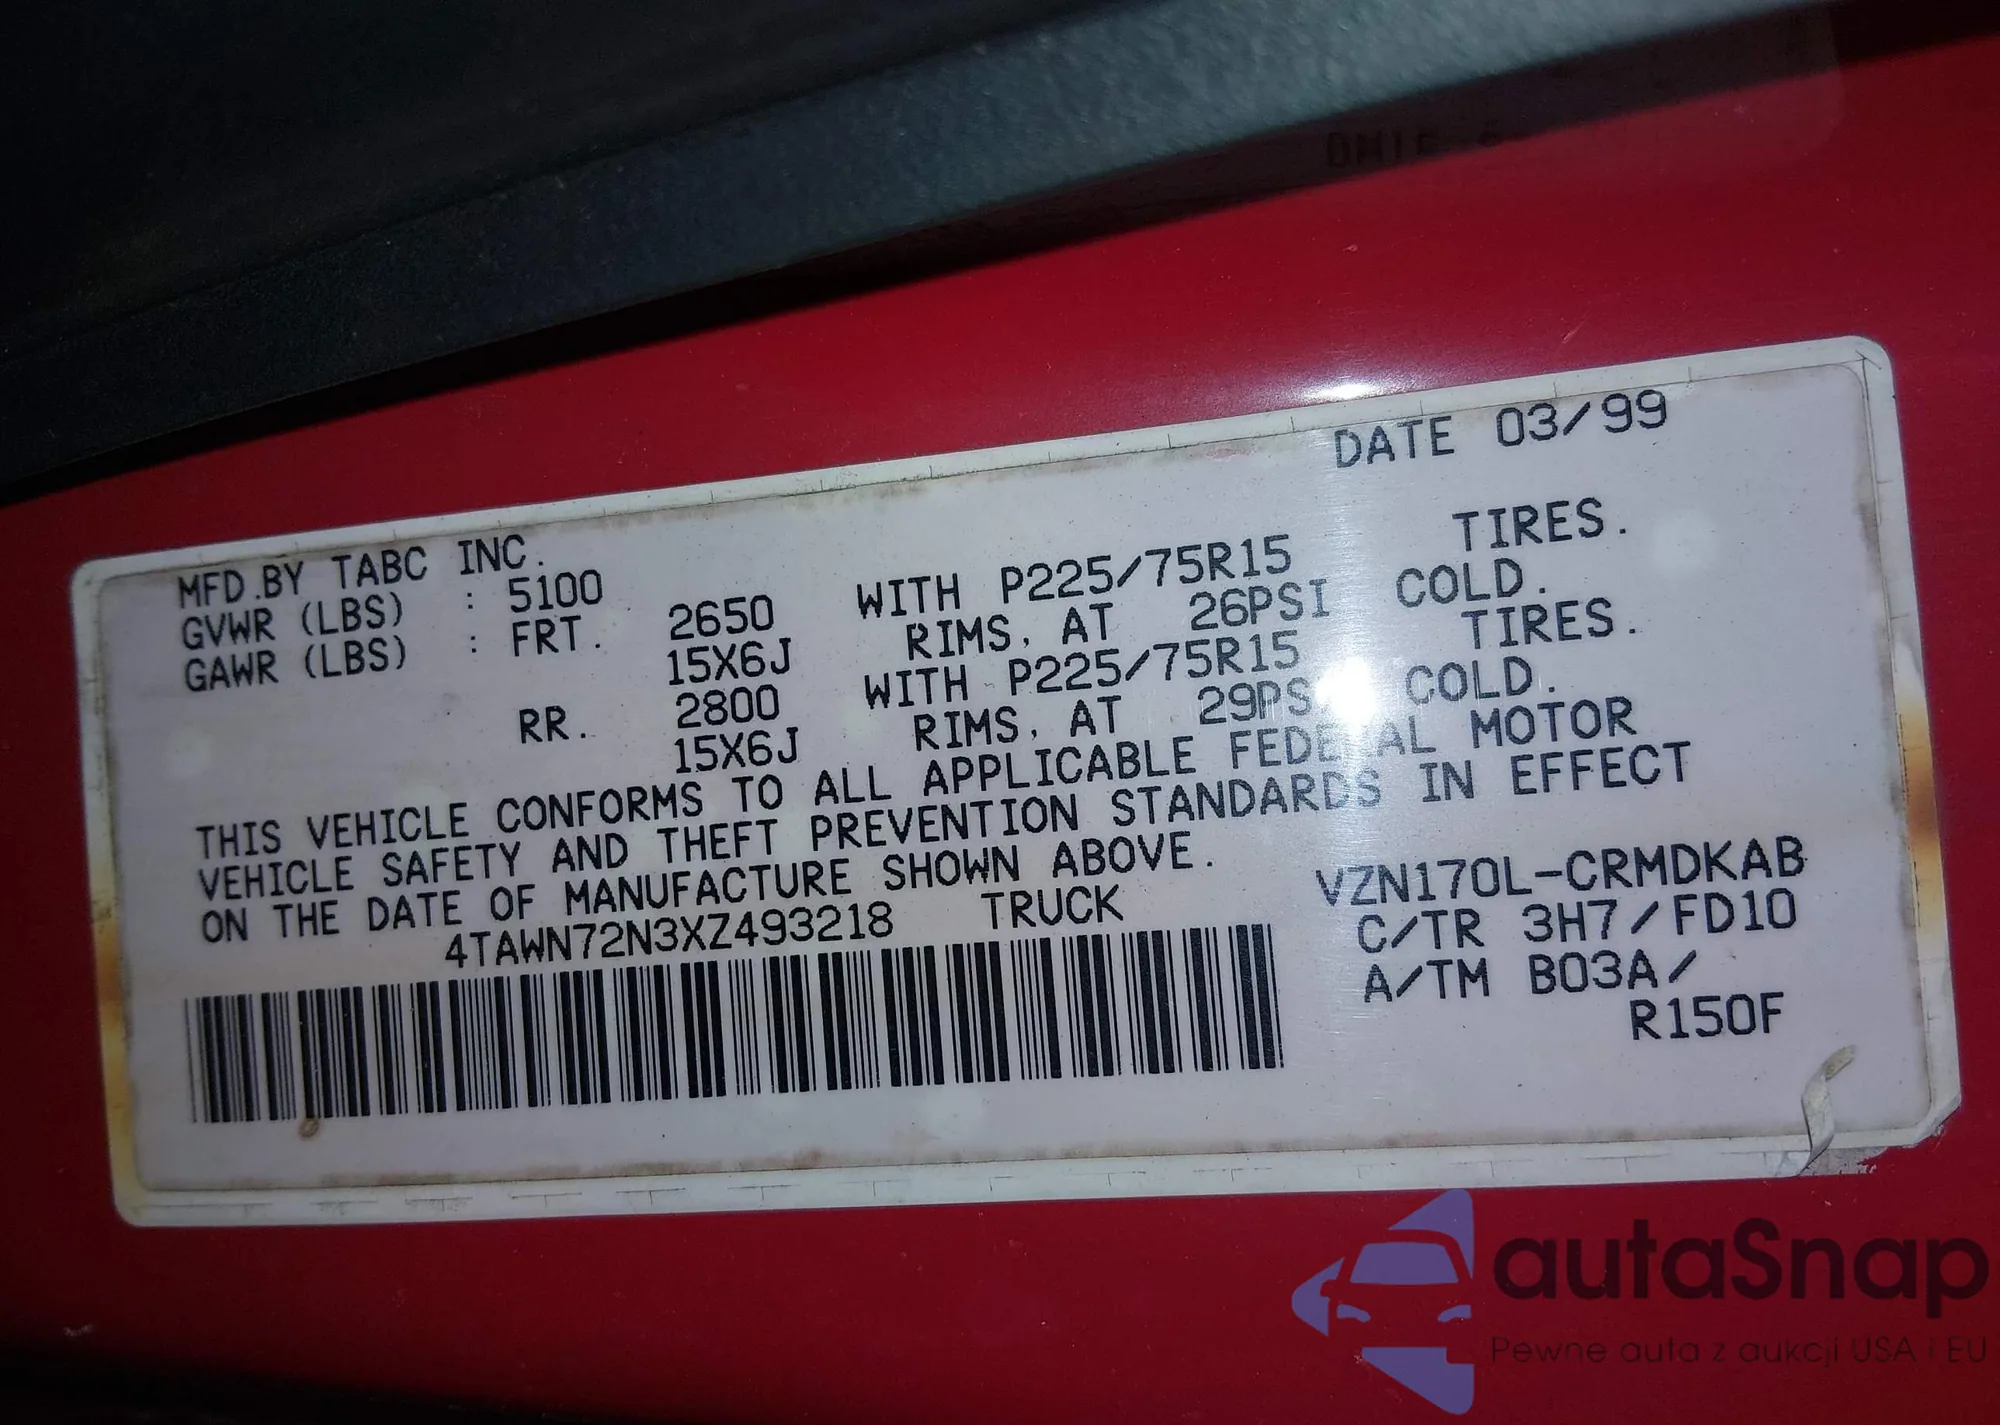 DATE 03/99
MFD.BY TABC INC.
GVWR (LBS) : 5100
GAWR (LBS) : FRT. 2650 WITH P225/75R15 TIRES.
15X6J RIMS, AT 26PSI COLD.
RR. 2800 WITH P225/75R15 TIRES.
15X6J RIMS, AT 29PSI COLD.
THIS VEHICLE CONFORMS TO ALL APPLICABLE FEDERAL MOTOR
VEHICLE SAFETY AND THEFT PREVENTION STANDARDS IN EFFECT
ON THE DATE OF MANUFACTURE SHOWN ABOVE.
4TAWN72N3XZ493218 TRUCK
VZN170L-CRMDKAB
C/TR 3H7/FD10
A/TM B03A/
R150F
autaSnap
Pewne auta z aukcji USA i EU